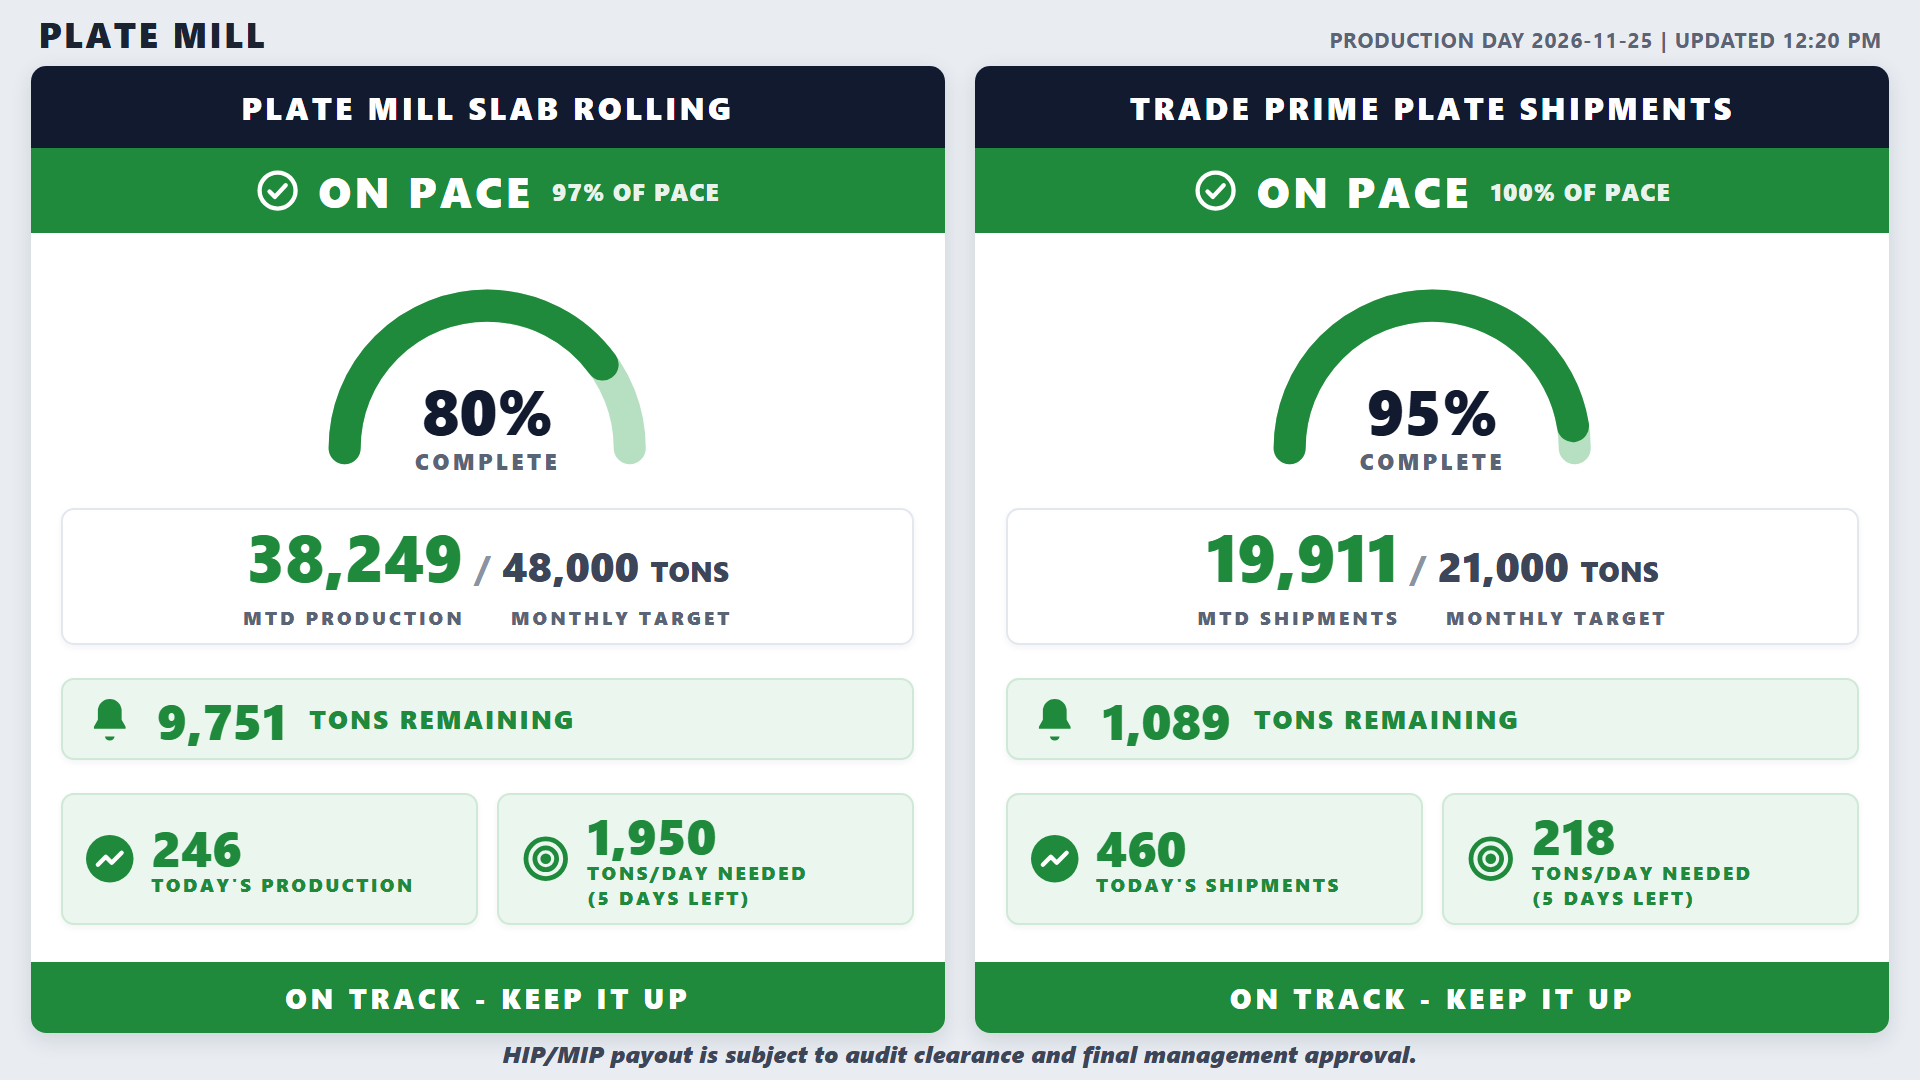 PLATE MILL
PRODUCTION DAY 2026-11-25 | UPDATED 12:20 PM
PLATE MILL SLAB ROLLING
ON PACE 97% OF PACE
80%
COMPLETE
38,249 / 48,000 TONS
MTD PRODUCTION MONTHLY TARGET
9,751 TONS REMAINING
246
TODAY'S PRODUCTION
1,950
TONS/DAY NEEDED
(5 DAYS LEFT)
ON TRACK - KEEP IT UP
TRADE PRIME PLATE SHIPMENTS
ON PACE 100% OF PACE
95%
COMPLETE
19,911 / 21,000 TONS
MTD SHIPMENTS MONTHLY TARGET
1,089 TONS REMAINING
460
TODAY'S SHIPMENTS
218
TONS/DAY NEEDED
(5 DAYS LEFT)
ON TRACK - KEEP IT UP
HIP/MIP payout is subject to audit clearance and final management approval.